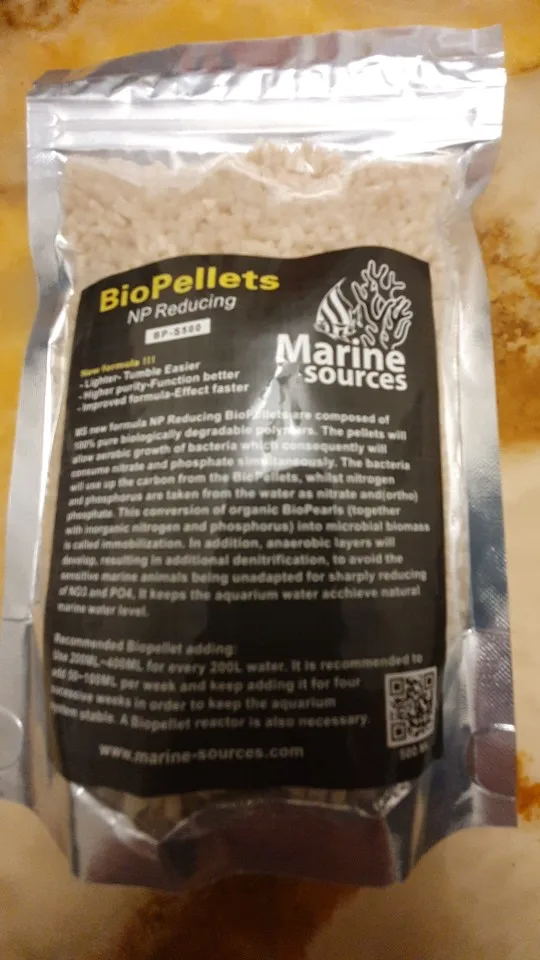 BioPellets
NP Reducing
BP-S500
New formula !!!
- Lighter- Tumble Easier
- Higher purity-Function better
- Improved formula-Effect faster
Marine
sources
MS new formula NP Reducing BioPellets are composed of
100% pure biologically degradable polymers. The pellets will
allow aerobic growth of bacteria which consequently will
consume nitrate and phosphate simultansously. The bacteria
will use up the carbon from the BioPellets, whilst nitrogen
and phosphorus are taken from the water as nitrate and(ortho)
phosphate. This conversion of organic BioPearls (together
with inorganic nitrogen and phosphorus) into microbial biomass
is called immobilization. In addition, anaerobic layers will
develop, resulting in additional denitrification, to avoid the
sensitive marine animals being unadapted for sharply reducing
of NO3 and PO4. It keeps the aquarium water acchieve natural
marine water level.
Recommended Biopellet adding:
Use 200ML~400ML for every 200L water. It is recommended to
add 50~100ML per week and keep adding it for four
successive weeks in order to keep the aquarium
system stable. A Biopellet reactor is also necessary.
www.marine-sources.com
500 ML